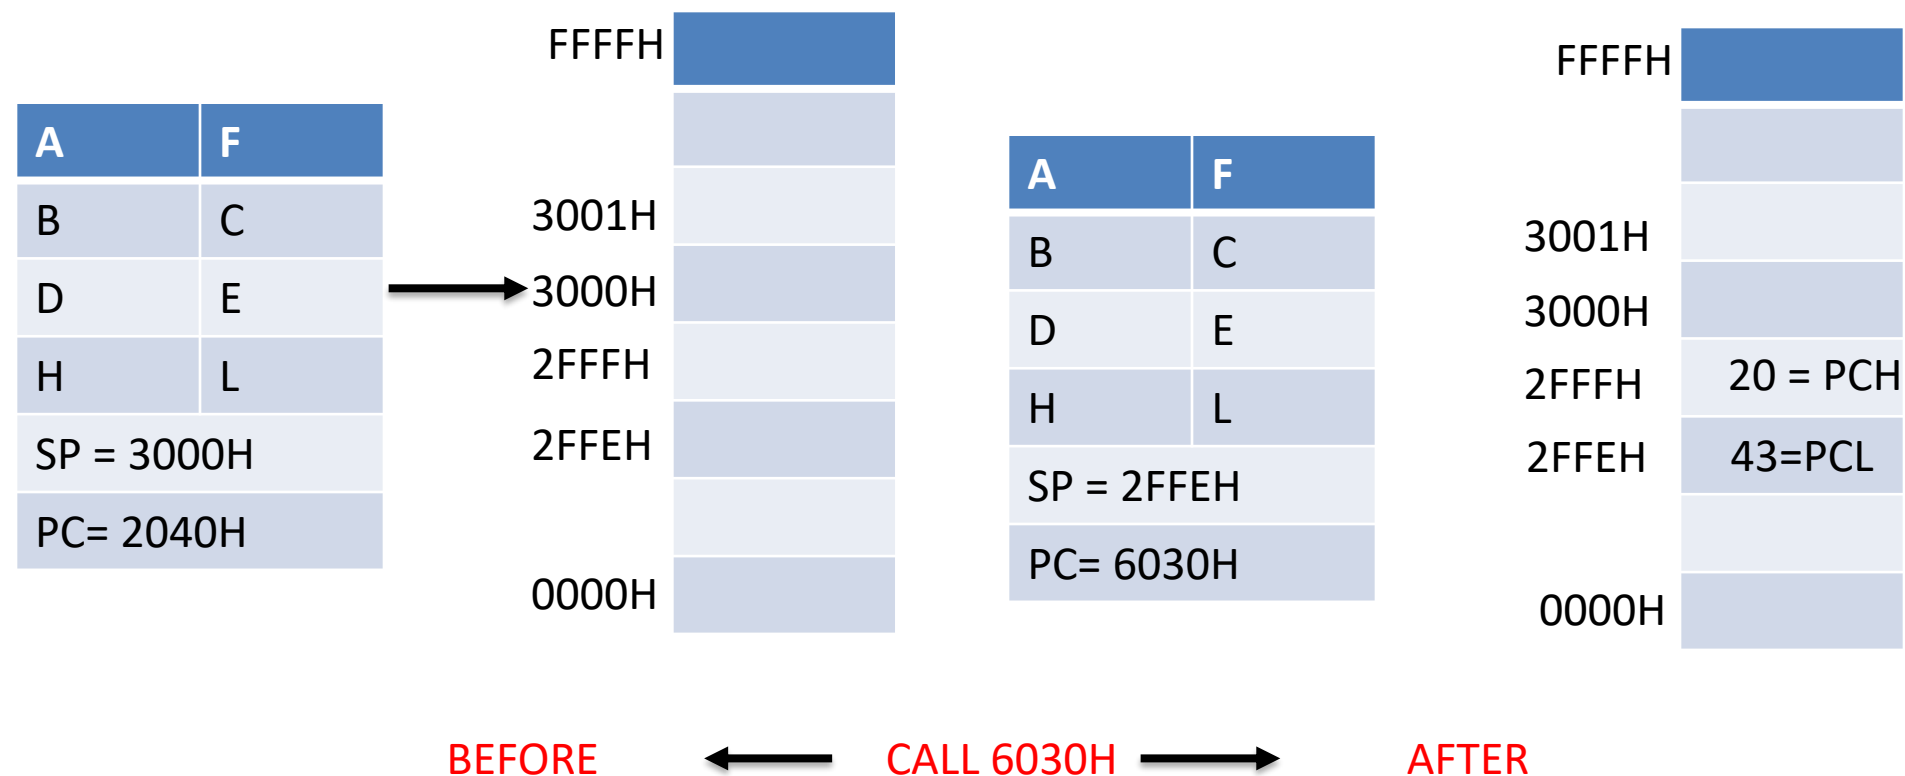 A F
B C
D E
H L
SP = 3000H
PC= 2040H
FFFFH
3001H
3000H
2FFFH
2FFEH
0000H
A F
B C
D E
H L
SP = 2FFEH
PC= 6030H
FFFFH
3001H
3000H
2FFFH 20 = PCH
2FFEH 43=PCL
0000H
BEFORE CALL 6030H AFTER